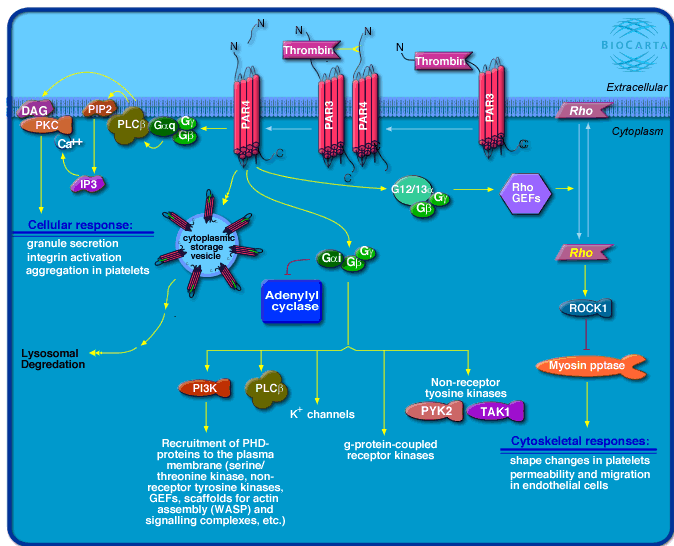 BIOCARTA
Extracellular
Cytoplasm
N
N
N
N
Thrombin
Thrombin
PAR4
PAR3
PAR4
PAR3
C
C
C
Rho
DAG
PIP2
PKC
PLCβ
Gαq
Gγ
Gβ
Ca++
IP3
G12/13α
Gγ
Gβ
Rho
GEFs
Cellular response:
granule secretion
integrin activation
aggregation in platelets
cytoplasmic
storage
vesicle
Gαi
Gγ
Gβ
Rho
Adenylyl
cyclase
ROCK1
Lysosomal
Degredation
Myosin pptase
PI3K
PLCβ
K+ channels
Non-receptor
tyrosine kinases
PYK2
TAK1
Recruitment of PHD-
proteins to the plasma
membrane (serine/
threonine kinase, non-
receptor tyrosine kinases,
GEFs, scaffolds for actin
assembly (WASP) and
signalling complexes, etc.)
g-protein-coupled
receptor kinases
Cytoskeletal responses:
shape changes in platelets
permeability and migration
in endothelial cells